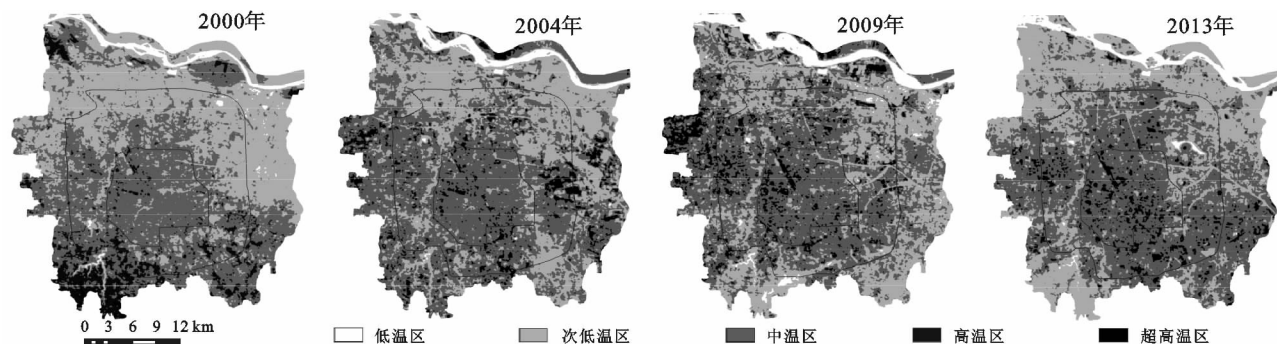 2000年
2004年
2009年
2013年
0 3 6 9 12 km
低温区
次低温区
中温区
高温区
超高温区